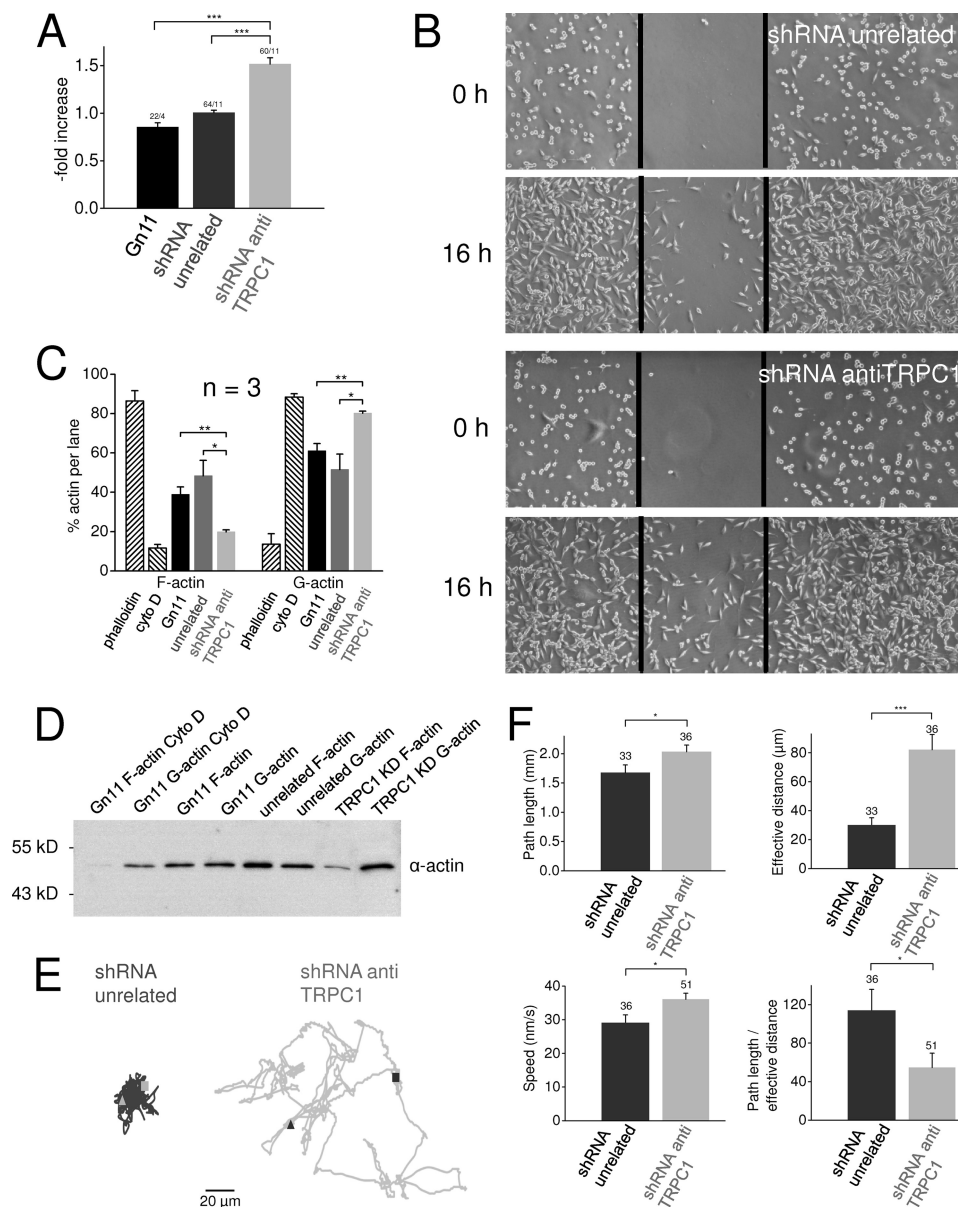 A
***
***
60/11
64/11
22/4
1.5
1.0
0.5
0.0
-fold increase
Gn11
shRNA
unrelated
shRNA anti
TRPC1
B
shRNA unrelated
0 h
16 h
shRNA antiTRPC1
0 h
16 h
C
n = 3
100
80
60
40
20
0
% actin per lane
**
*
**
*
F-actin
G-actin
phalloidin
cyto D
Gn11
unrelated
shRNA anti
TRPC1
phalloidin
cyto D
Gn11
unrelated
shRNA anti
TRPC1
D
Gn11 F-actin Cyto D
Gn11 G-actin Cyto D
Gn11 F-actin
Gn11 G-actin
unrelated F-actin
unrelated G-actin
TRPC1 KD F-actin
TRPC1 KD G-actin
55 kD
43 kD
α-actin
E
shRNA
unrelated
shRNA anti
TRPC1
20 µm
F
*
33
36
2.0
1.5
1.0
0.5
0.0
Path length (mm)
shRNA
unrelated
shRNA anti
TRPC1
***
33
36
80
60
40
20
0
Effective distance (µm)
shRNA
unrelated
shRNA anti
TRPC1
*
36
51
40
30
20
10
0
Speed (nm/s)
shRNA
unrelated
shRNA anti
TRPC1
*
36
51
120
80
40
0
Path length /
effective distance
shRNA
unrelated
shRNA anti
TRPC1